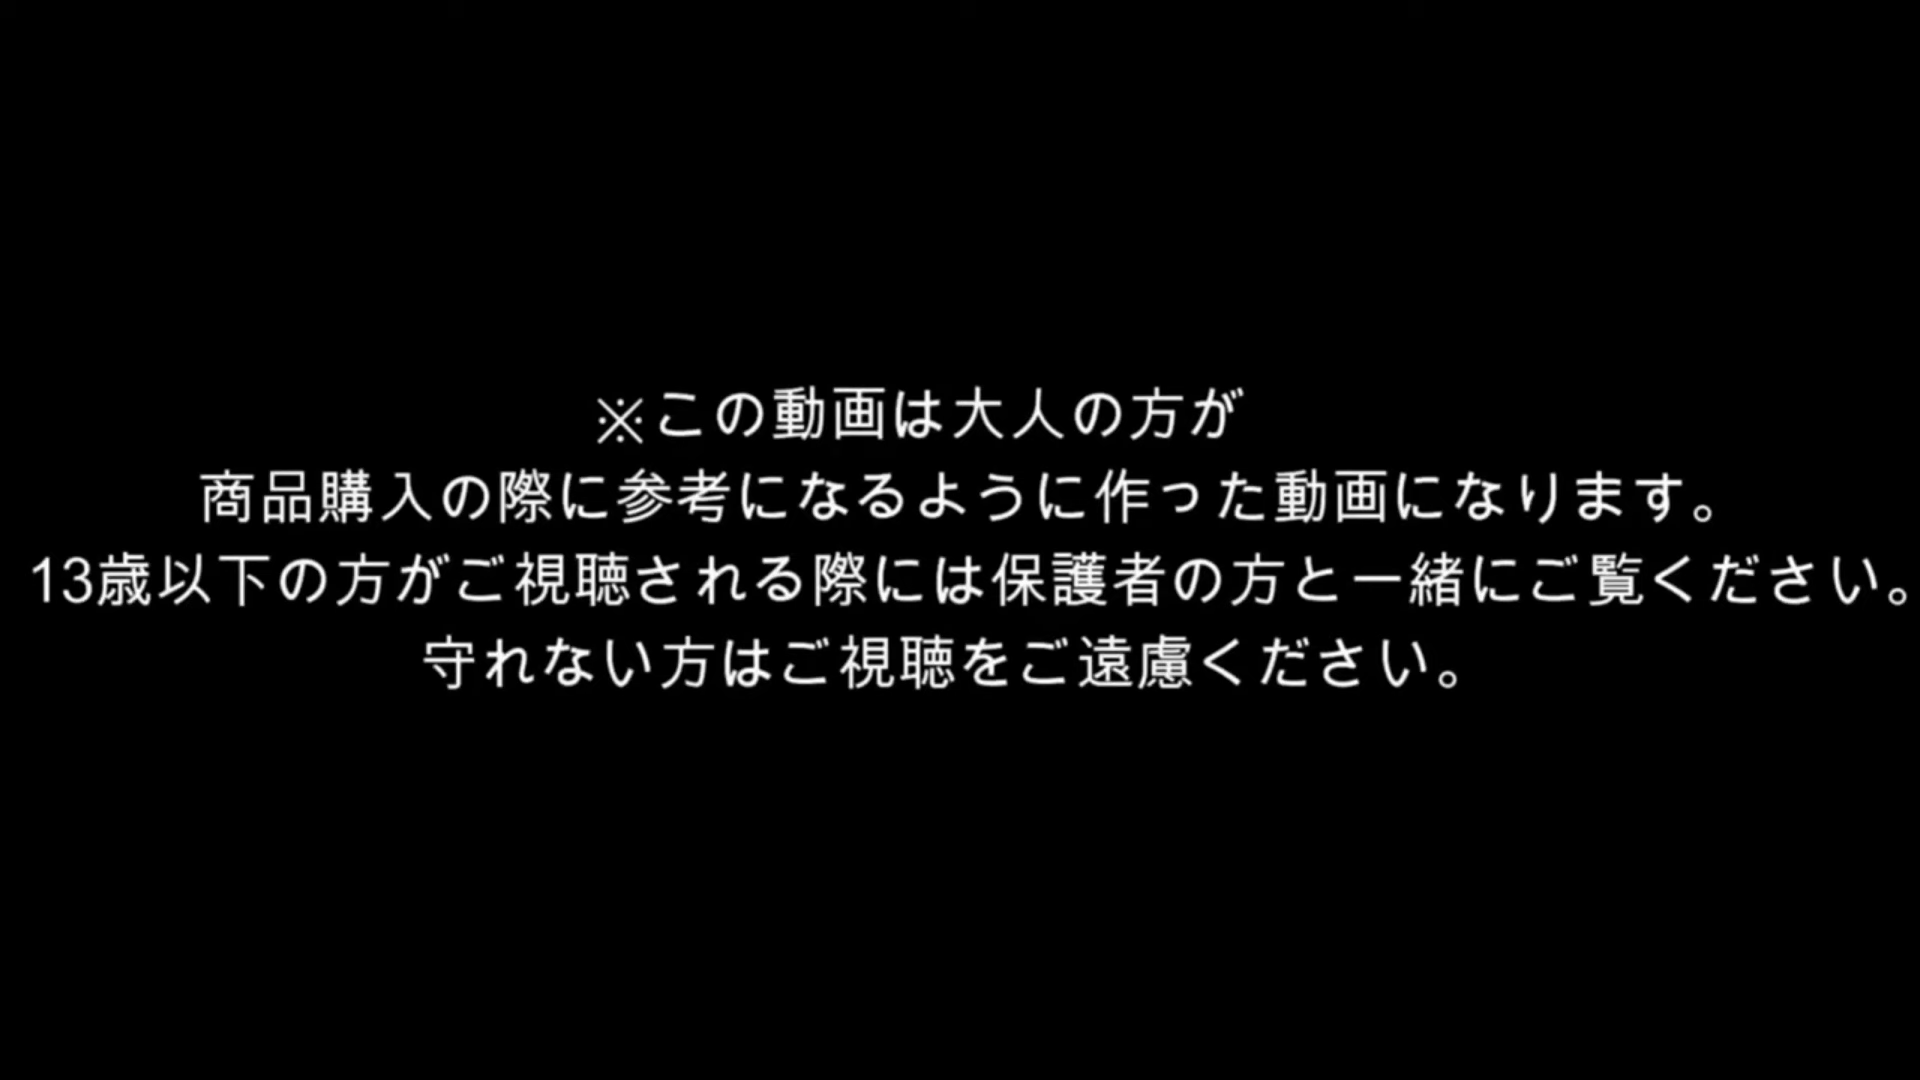 ※この動画は大人の方が
商品購入の際に参考になるように作った動画になります。
13歳以下の方がご視聴される際には保護者の方と一緒にご覧ください。
守れない方はご視聴をご遠慮ください。